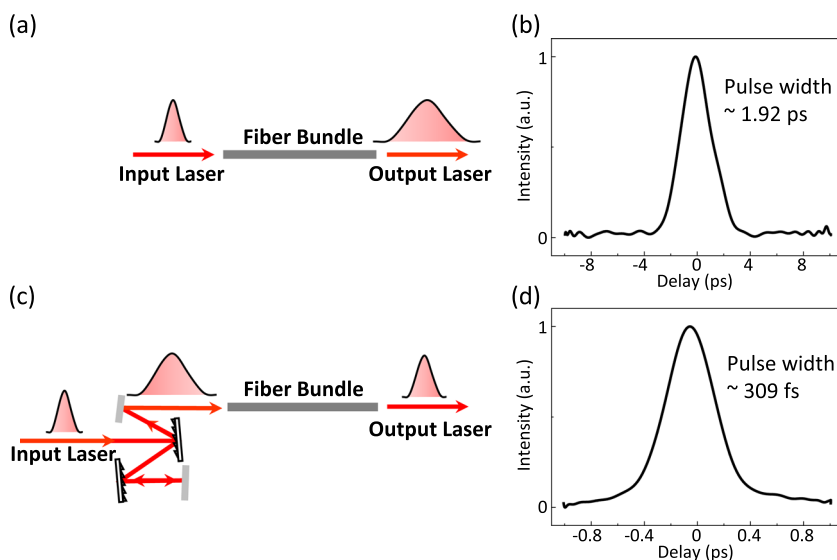 (a)
Fiber Bundle
Input Laser
Output Laser
(b)
Intensity (a.u.)
1
0
Pulse width
~ 1.92 ps
-8
-4
0
4
8
Delay (ps)
(c)
Fiber Bundle
Input Laser
Output Laser
(d)
Intensity (a.u.)
1
0
Pulse width
~ 309 fs
-0.8
-0.4
0
0.4
0.8
Delay (ps)